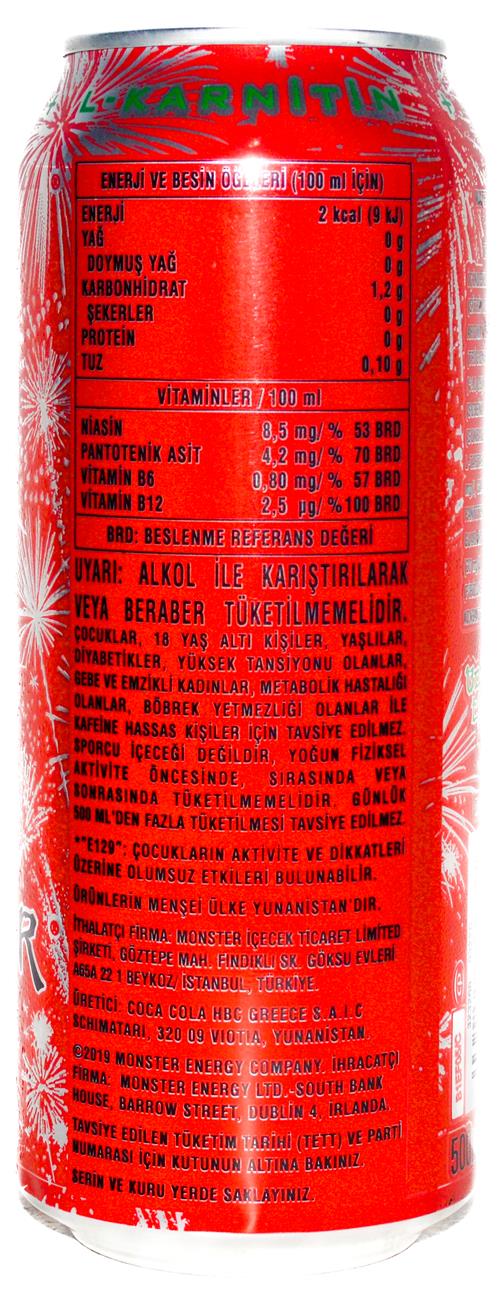 L-KARNİTİN
ENERJİ VE BESİN ÖGELERİ (100 ml İÇİN)
ENERJİ 2 kcal (9 kJ)
YAĞ 0 g
DOYMUŞ YAĞ 0 g
KARBONHİDRAT 1,2 g
ŞEKERLER 0 g
PROTEIN 0 g
TUZ 0,10 g
VİTAMİNLER / 100 ml
NİASİN 8,5 mg/ % 53 BRD
PANTOTENİK ASİT 4,2 mg/ % 70 BRD
VİTAMİN B6 0,80 mg/ % 57 BRD
VİTAMİN B12 2,5 µg/ %100 BRD
BRD: BESLENME REFERANS DEĞERİ
UYARI: ALKOL İLE KARIŞTIRILARAK
VEYA BERABER TÜKETİLMEMELİDİR.
ÇOCUKLAR, 18 YAŞ ALTI KİŞİLER, YAŞLILAR,
DİYABETİKLER, YÜKSEK TANSİYONU OLANLAR,
GEBE VE EMZİKLİ KADINLAR, METABOLİK HASTALIĞI
OLANLAR, BÖBREK YETMEZLİĞİ OLANLAR İLE
KAFEİNE HASSAS KİŞİLER İÇİN TAVSİYE EDİLMEZ.
SPORCU İÇECEĞİ DEĞİLDİR, YOĞUN FİZİKSEL
AKTİVİTE ÖNCESİNDE, SIRASINDA VEYA
SONRASINDA TÜKETİLMEMELİDİR. GÜNLÜK
500 ML'DEN FAZLA TÜKETİLMESİ TAVSİYE EDİLMEZ.
"*E129": ÇOCUKLARIN AKTİVİTE VE DİKKATLERİ
ÜZERİNE OLUMSUZ ETKİLERİ BULUNABİLİR.
ÜRÜNLERİN MENŞEİ ÜLKE YUNANİSTAN'DIR.
İTHALATÇI FİRMA: MONSTER İÇECEK TİCARET LİMİTED
ŞİRKETİ, GÖZTEPE MAH. FINDIKLI SK. GÖKSU EVLERİ
A65A 22 1 BEYKOZ/ İSTANBUL, TÜRKİYE.
ÜRETİCİ: COCA COLA HBC GREECE S.A.I.C
SCHIMATARI, 320 09 VIOTIA, YUNANİSTAN.
©2019 MONSTER ENERGY COMPANY. İHRACATÇI
FİRMA: MONSTER ENERGY LTD.-SOUTH BANK
HOUSE, BARROW STREET, DUBLİN 4, İRLANDA.
TAVSİYE EDİLEN TÜKETİM TARİHİ (TETT) VE PARTİ
NUMARASI İÇİN KUTUNUN ALTINA BAKINIZ.
SERİN VE KURU YERDE SAKLAYINIZ.
R
B1EF05/C
500